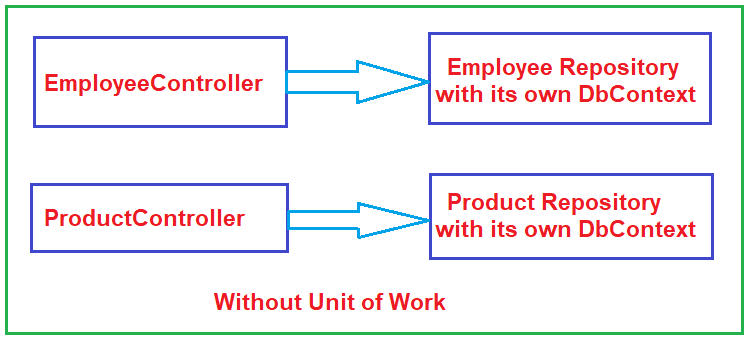 EmployeeController
Employee Repository
with its own DbContext
ProductController
Product Repository
with its own DbContext
Without Unit of Work